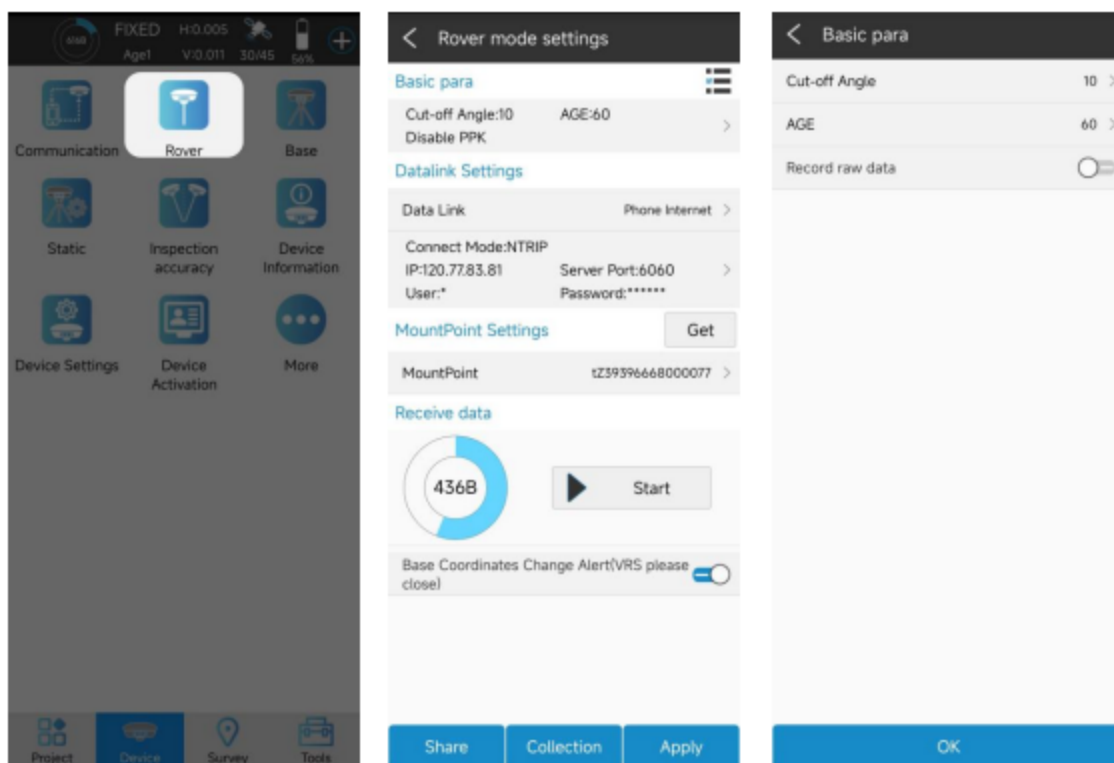 FIXED H:0.005
Age1 V:0.011 30/45 56%
Communication Rover Base
Static Inspection accuracy Device Information
Device Settings Device Activation More
Project Device Survey Tools
Rover mode settings
Basic para
Cut-off Angle:10 AGE:60
Disable PPK
Datalink Settings
Data Link Phone Internet
Connect Mode:NTRIP
IP:120.77.83.81 Server Port:6060
User:* Password:******
MountPoint Settings Get
MountPoint tZ39396668000077
Receive data
436B Start
Base Coordinates Change Alert(VRS please
close)
Share Collection Apply
Basic para
Cut-off Angle 10
AGE 60
Record raw data
OK